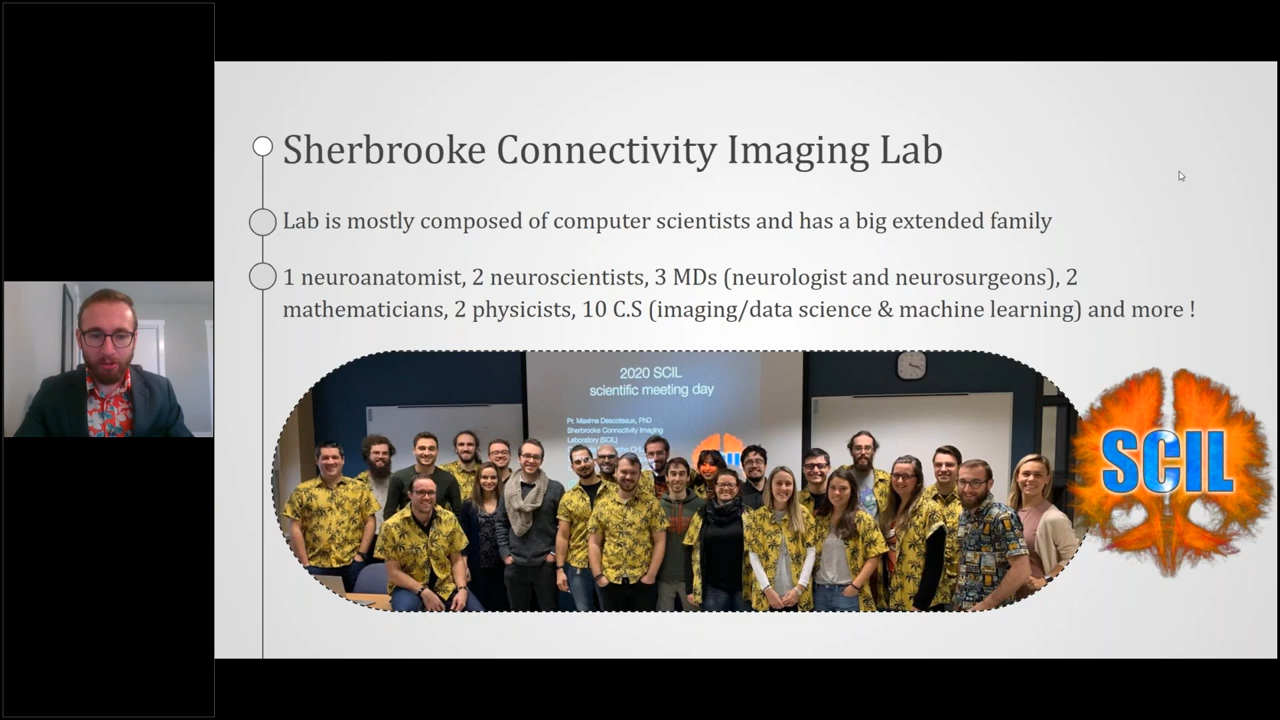 Sherbrooke Connectivity Imaging Lab
Lab is mostly composed of computer scientists and has a big extended family
1 neuroanatomist, 2 neuroscientists, 3 MDs (neurologist and neurosurgeons), 2
mathematicians, 2 physicists, 10 C.S (imaging/data science & machine learning) and more !
2020 SCIL
scientific meeting day
Pr. Maxime Descoteaux, PhD
Sherbrooke Connectivity Imaging
Laboratory (SCIL)
SCIL